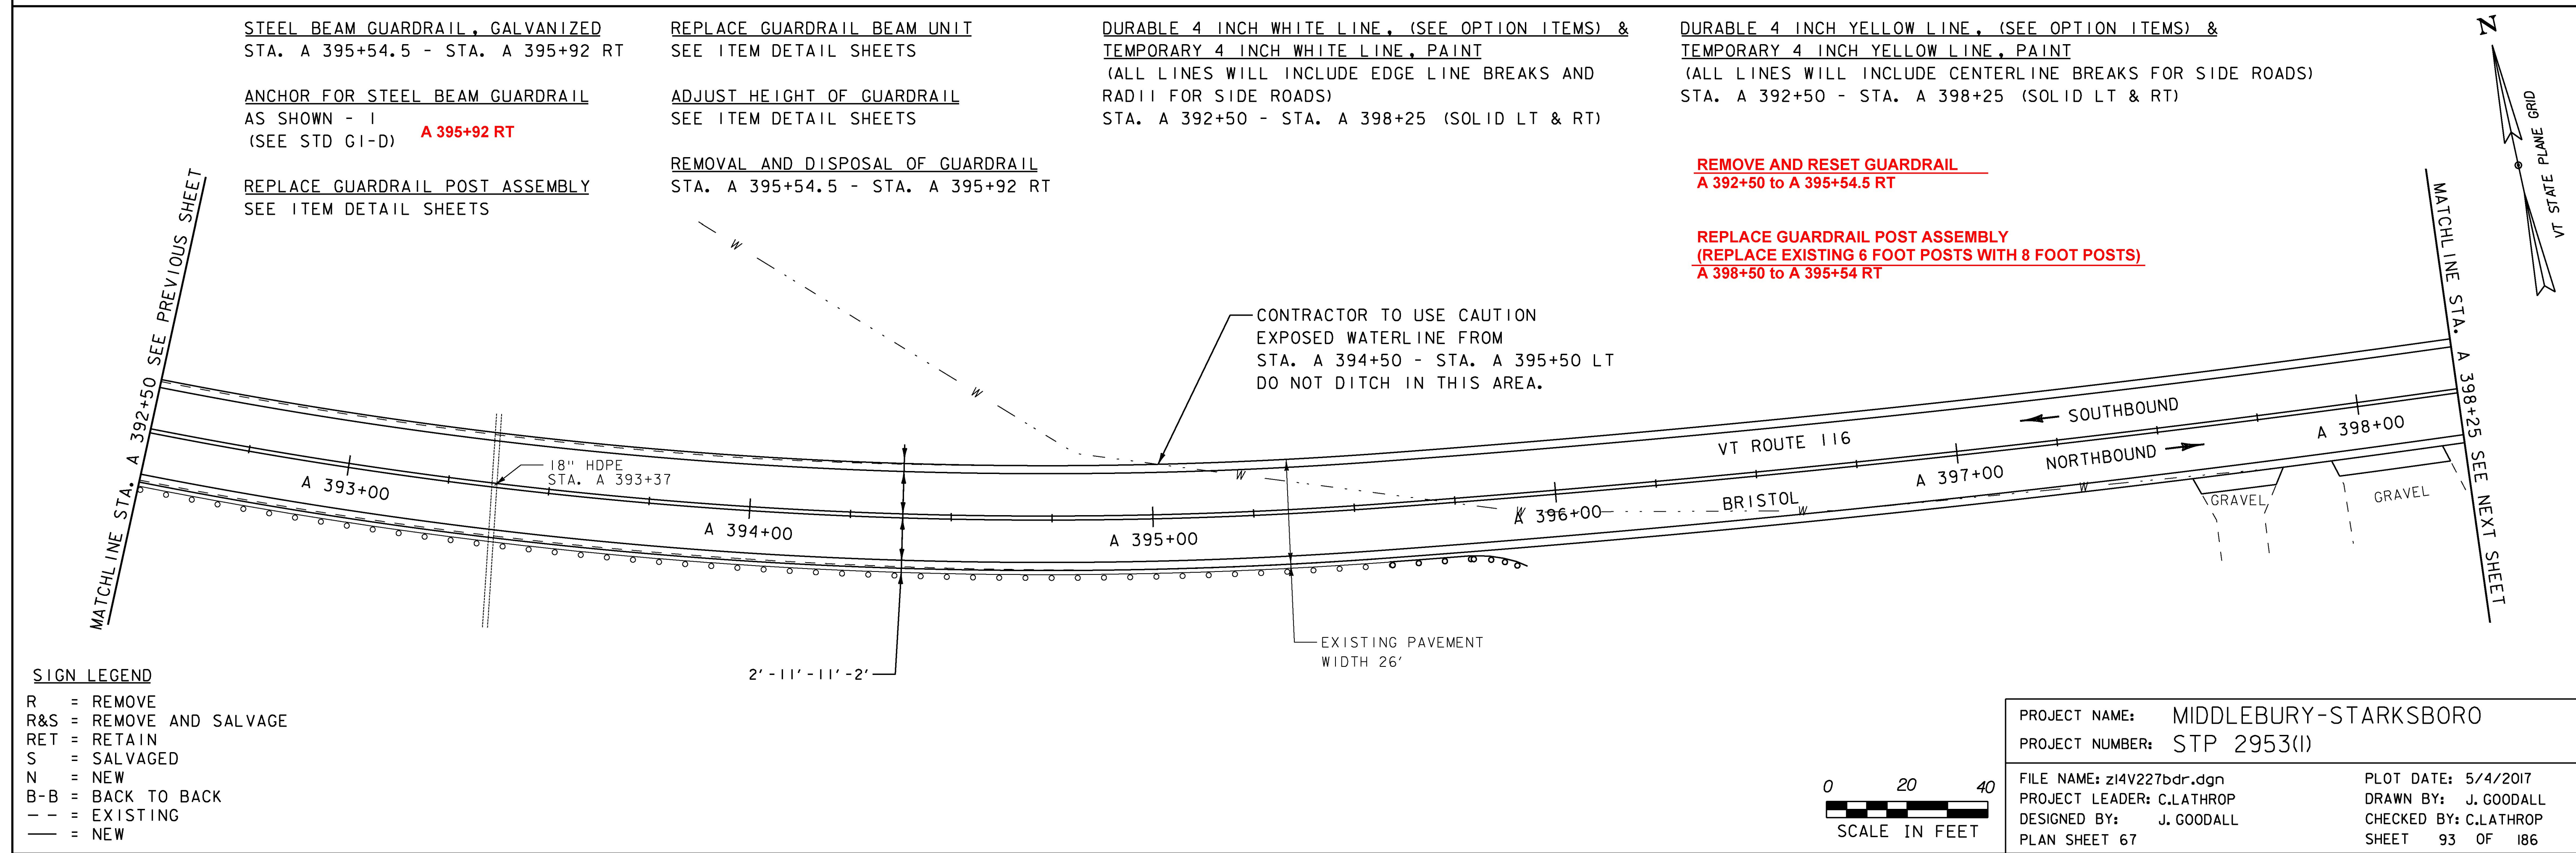 STEEL BEAM GUARDRAIL, GALVANIZED
STA. A 395+54.5 - STA. A 395+92 RT
ANCHOR FOR STEEL BEAM GUARDRAIL
AS SHOWN - 1
(SEE STD G1-D)
A 395+92 RT
REPLACE GUARDRAIL POST ASSEMBLY
SEE ITEM DETAIL SHEETS
REPLACE GUARDRAIL BEAM UNIT
SEE ITEM DETAIL SHEETS
ADJUST HEIGHT OF GUARDRAIL
SEE ITEM DETAIL SHEETS
REMOVAL AND DISPOSAL OF GUARDRAIL
STA. A 395+54.5 - STA. A 395+92 RT
DURABLE 4 INCH WHITE LINE, (SEE OPTION ITEMS) &
TEMPORARY 4 INCH WHITE LINE, PAINT
(ALL LINES WILL INCLUDE EDGE LINE BREAKS AND
RADII FOR SIDE ROADS)
STA. A 392+50 - STA. A 398+25 (SOLID LT & RT)
DURABLE 4 INCH YELLOW LINE, (SEE OPTION ITEMS) &
TEMPORARY 4 INCH YELLOW LINE, PAINT
(ALL LINES WILL INCLUDE CENTERLINE BREAKS FOR SIDE ROADS)
STA. A 392+50 - STA. A 398+25 (SOLID LT & RT)
REMOVE AND RESET GUARDRAIL
A 392+50 to A 395+54.5 RT
REPLACE GUARDRAIL POST ASSEMBLY
(REPLACE EXISTING 6 FOOT POSTS WITH 8 FOOT POSTS)
A 398+50 to A 395+54 RT
N
VT STATE PLANE GRID
MATCHLINE STA. A 392+50 SEE PREVIOUS SHEET
MATCHLINE STA. A 398+25 SEE NEXT SHEET
W
W
CONTRACTOR TO USE CAUTION
EXPOSED WATERLINE FROM
STA. A 394+50 - STA. A 395+50 LT
DO NOT DITCH IN THIS AREA.
18" HDPE
STA. A 393+37
A 393+00
A 394+00
A 395+00
A 396+00
A 397+00
A 398+00
W
W
W
W
VT ROUTE 116
BRISTOL
SOUTHBOUND
NORTHBOUND
GRAVEL
GRAVEL
2'-11'-11'-2'
EXISTING PAVEMENT
WIDTH 26'
SIGN LEGEND
R = REMOVE
R&S = REMOVE AND SALVAGE
RET = RETAIN
S = SALVAGED
N = NEW
B-B = BACK TO BACK
-- = EXISTING
— = NEW
0 20 40
SCALE IN FEET
PROJECT NAME: MIDDLEBURY-STARKSBORO
PROJECT NUMBER: STP 2953(1)
FILE NAME: z14V227bdr.dgn
PROJECT LEADER: C.LATHROP
DESIGNED BY: J. GOODALL
PLAN SHEET 67
PLOT DATE: 5/4/2017
DRAWN BY: J. GOODALL
CHECKED BY: C.LATHROP
SHEET 93 OF 186